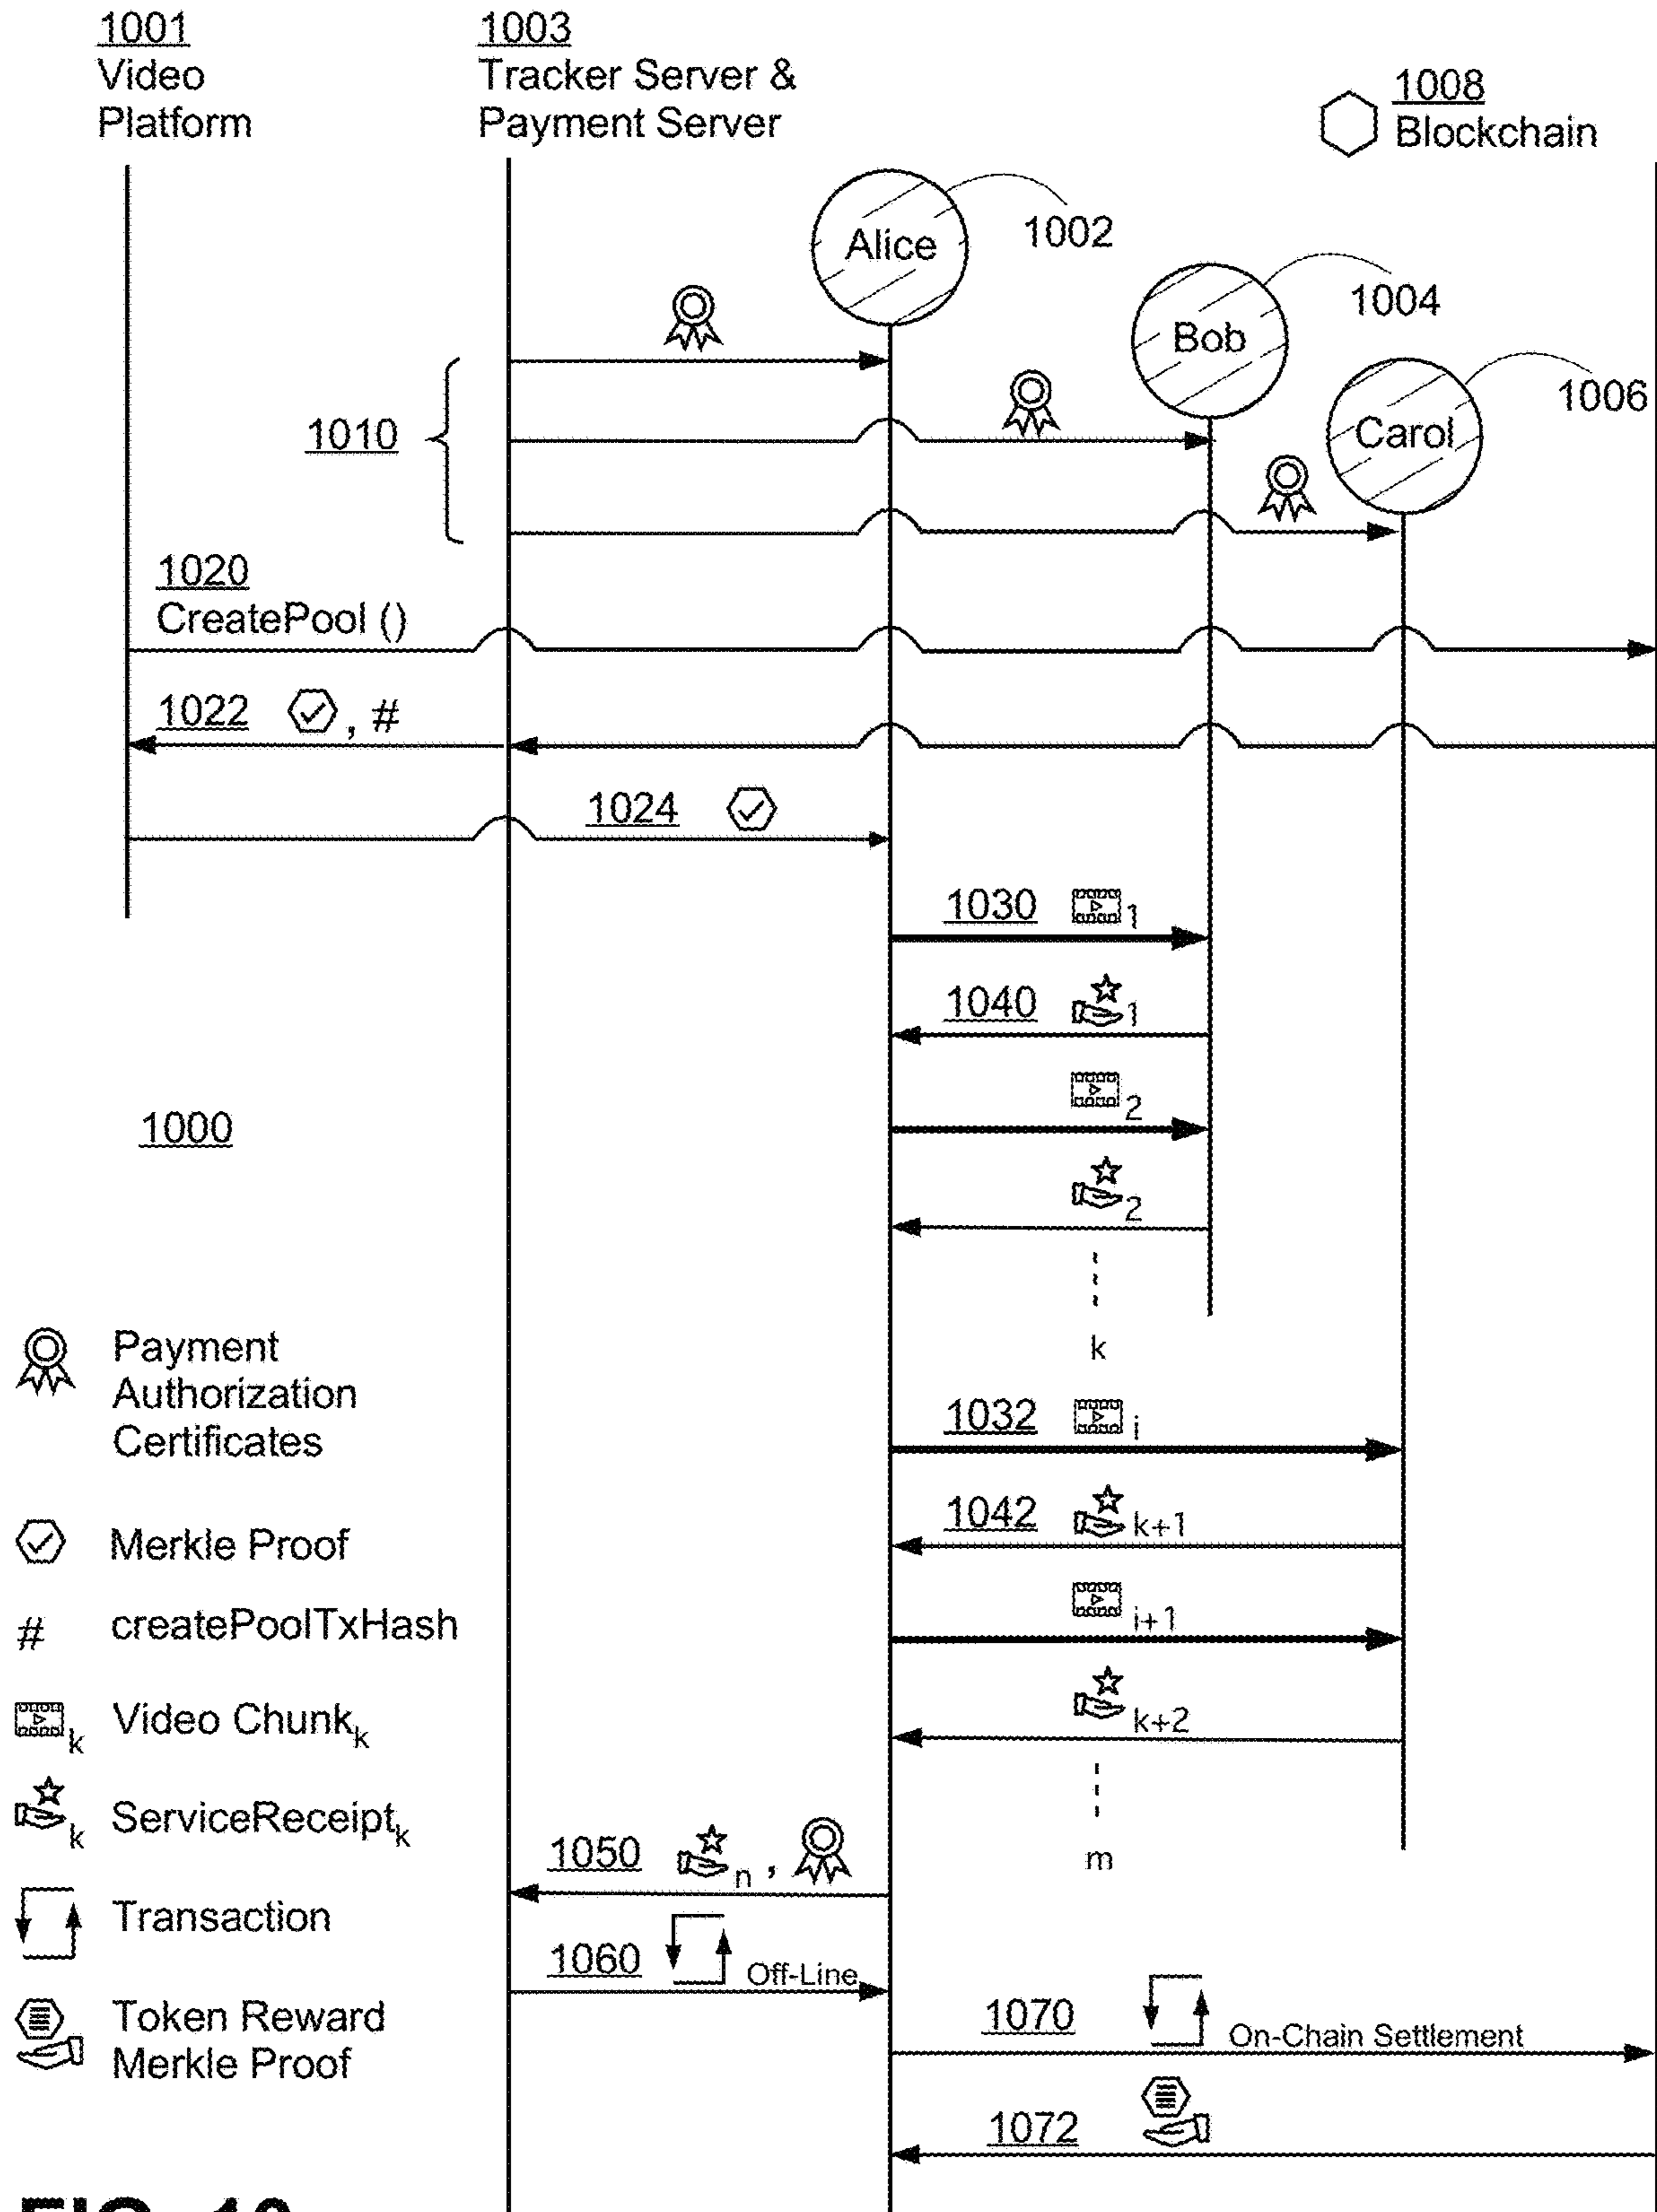 1001
Video
Platform
1003
Tracker Server &
Payment Server
1008
Blockchain
Alice
1002
Bob
1004
Carol
1006
1010
1020
CreatePool ()
1022 , #
1024
1030 1
1040 1
2
1000
2
k
Payment
Authorization
Certificates
1032 i
1042 k+1
Merkle Proof
i+1
# createPoolTxHash
k+2
k Video Chunkk
k ServiceReceiptk
1050 n ,
m
Transaction
1060 Off-Line
1070 On-Chain Settlement
Token Reward
Merkle Proof
1072